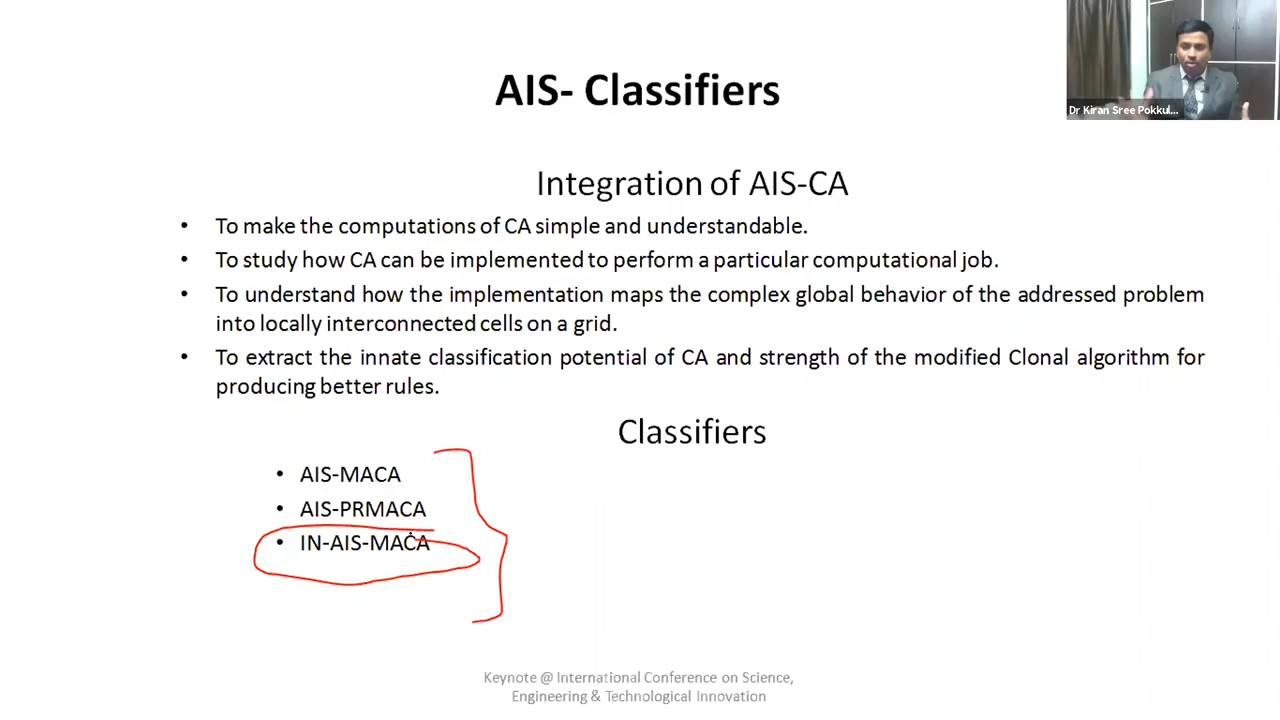 AIS- Classifiers
Dr Kiran Sree Pokkul...
Integration of AIS-CA
• To make the computations of CA simple and understandable.
• To study how CA can be implemented to perform a particular computational job.
• To understand how the implementation maps the complex global behavior of the addressed problem
into locally interconnected cells on a grid.
• To extract the innate classification potential of CA and strength of the modified Clonal algorithm for
producing better rules.
Classifiers
• AIS-MACA
• AIS-PRMACA
• IN-AIS-MACA
Keynote @ International Conference on Science,
Engineering & Technological Innovation